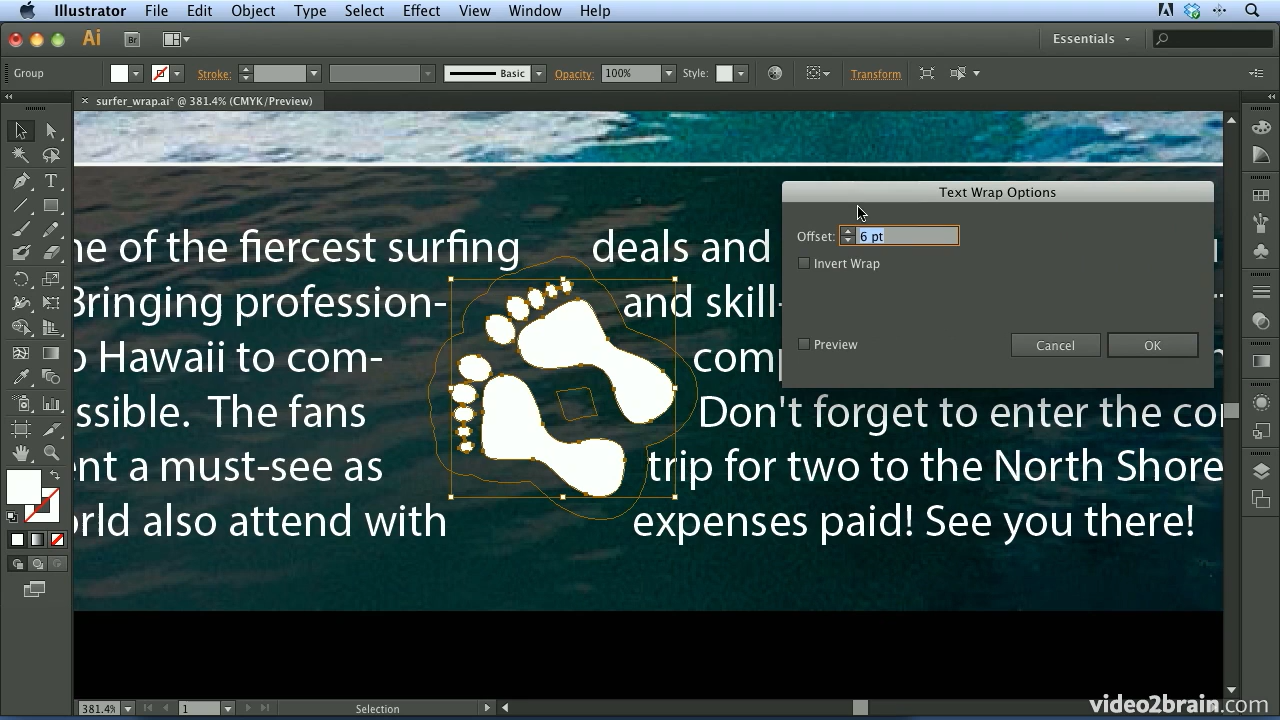 Illustrator File Edit Object Type Select Effect View Window Help
Ai Br Essentials
Group Stroke: Basic Opacity: 100% Style: Transform
surfer_wrap.ai* @ 381.4% (CMYK/Preview)
Text Wrap Options
Offset: 6 pt
Invert Wrap
Preview Cancel OK
ne of the fiercest surfing deals and
Bringing profession- and skill-
o Hawaii to com- comp
ssible. The fans Don't forget to enter the co
ent a must-see as trip for two to the North Shore
orld also attend with expenses paid! See you there!
381.4% 1 Selection
video2brain.com